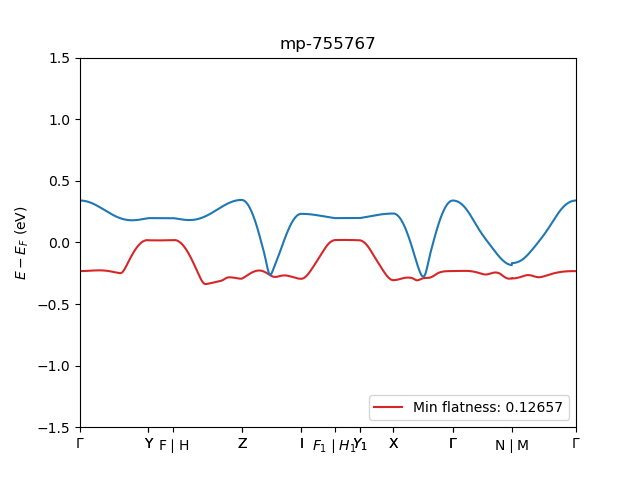 mp-755767
E − E_F (eV)
1.5
1.0
0.5
0.0
−0.5
−1.0
−1.5
Min flatness: 0.12657
Γ Y F | H Z I F₁ | H₁ Y₁ X Γ N | M Γ